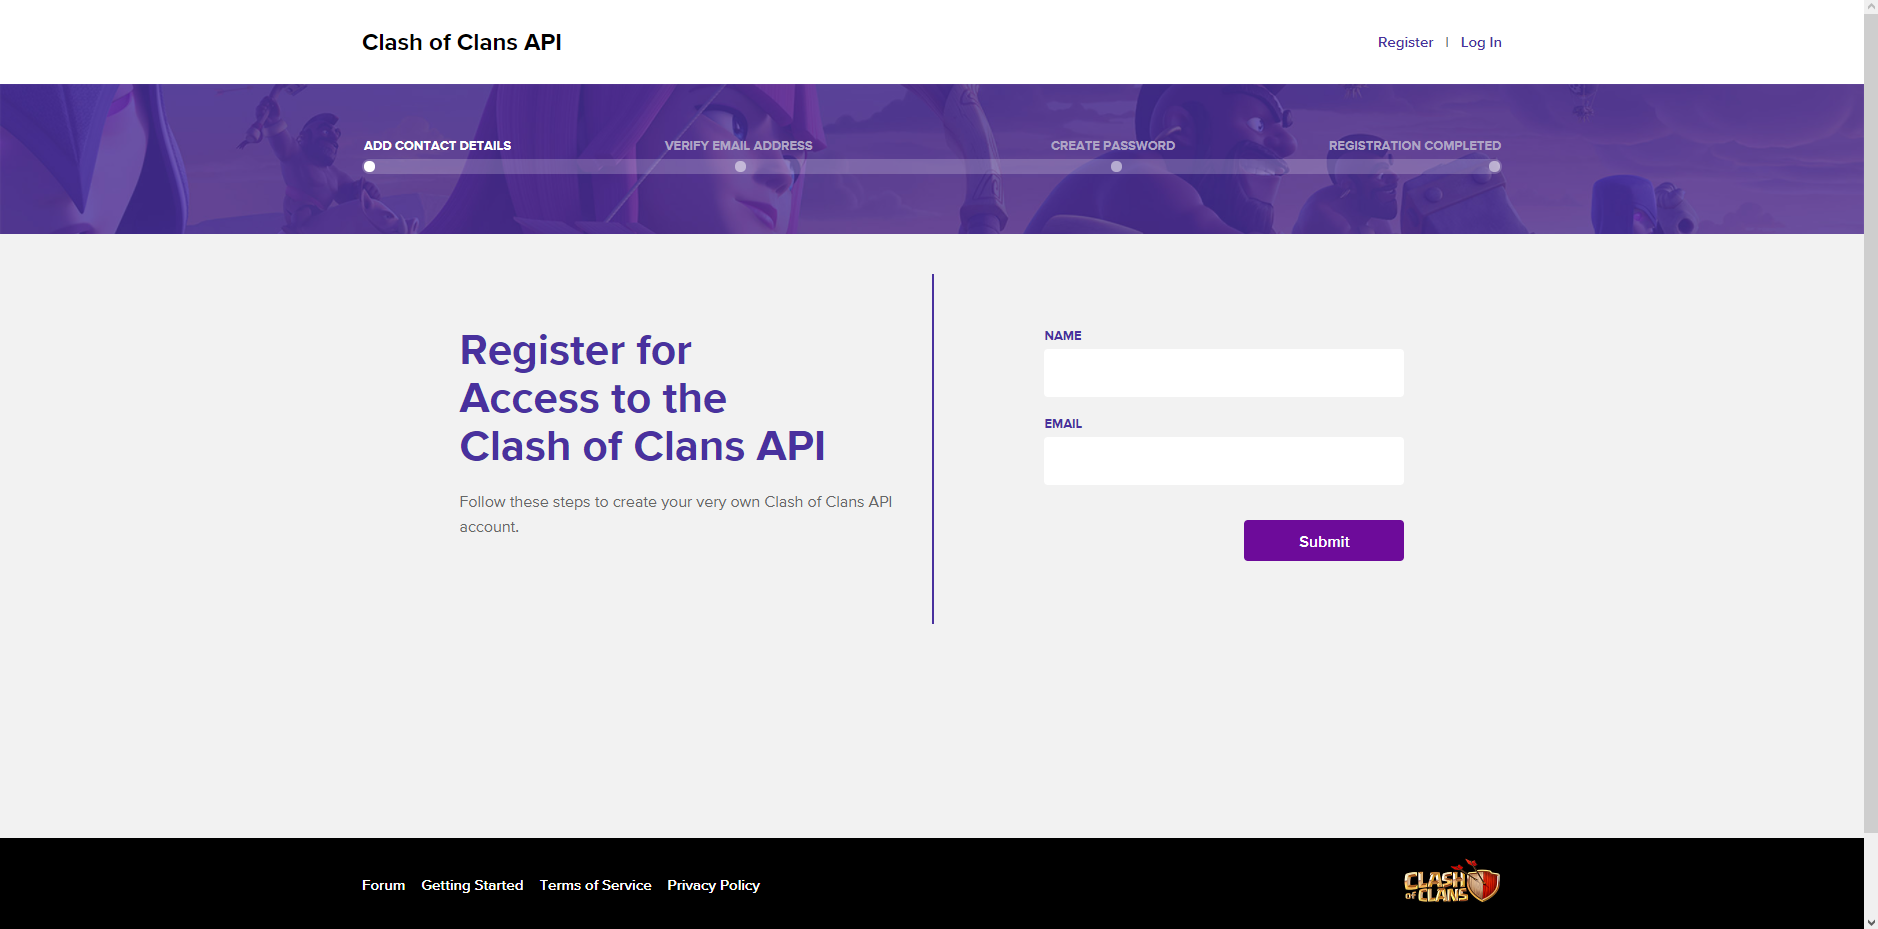 Clash of Clans API
Register | Log In
ADD CONTACT DETAILS
VERIFY EMAIL ADDRESS
CREATE PASSWORD
REGISTRATION COMPLETED
Register for
Access to the
Clash of Clans API
Follow these steps to create your very own Clash of Clans API
account.
NAME
EMAIL
Submit
Forum Getting Started Terms of Service Privacy Policy
CLASH
of CLANS